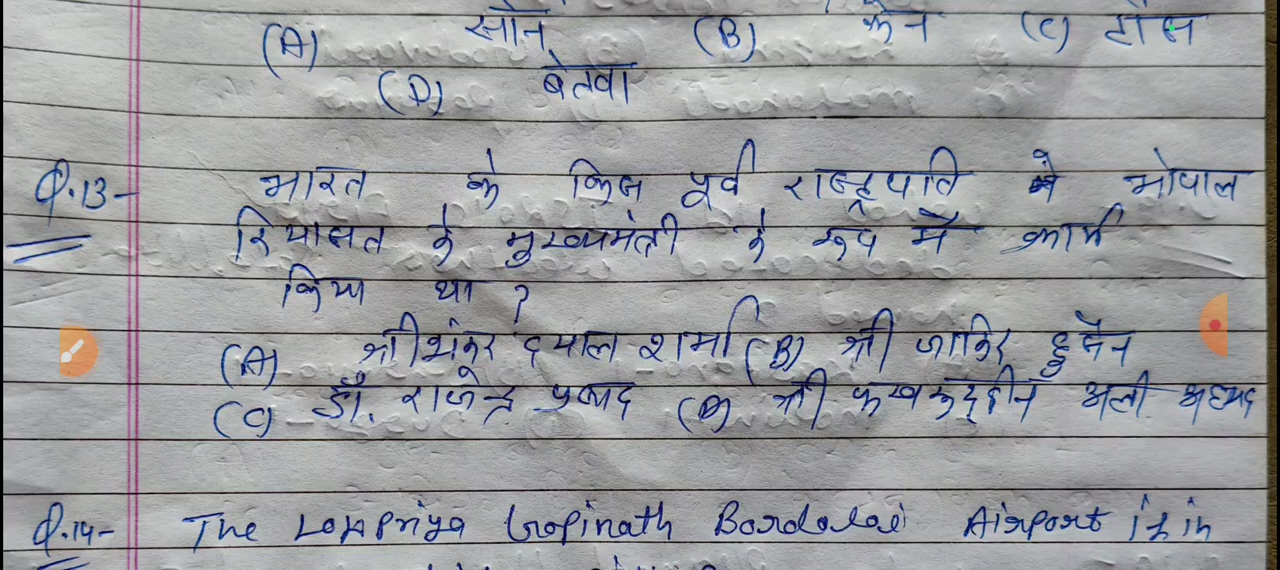 (A) सोन (B) केन (C) टोंस
(D) बेतवा
Q.13- भारत के किस पूर्व राष्ट्रपति ने भोपाल
रियासत के मुख्यमंत्री के रूप में कार्य
किया था ?
(A) श्री शंकर दयाल शर्मा (B) श्री जाकिर हुसैन
(C) डॉ. राजेन्द्र प्रसाद (D) श्री फखरुद्दीन अली अहमद
Q.14- The Lokpriya Gopinath Bordoloi Airport is in